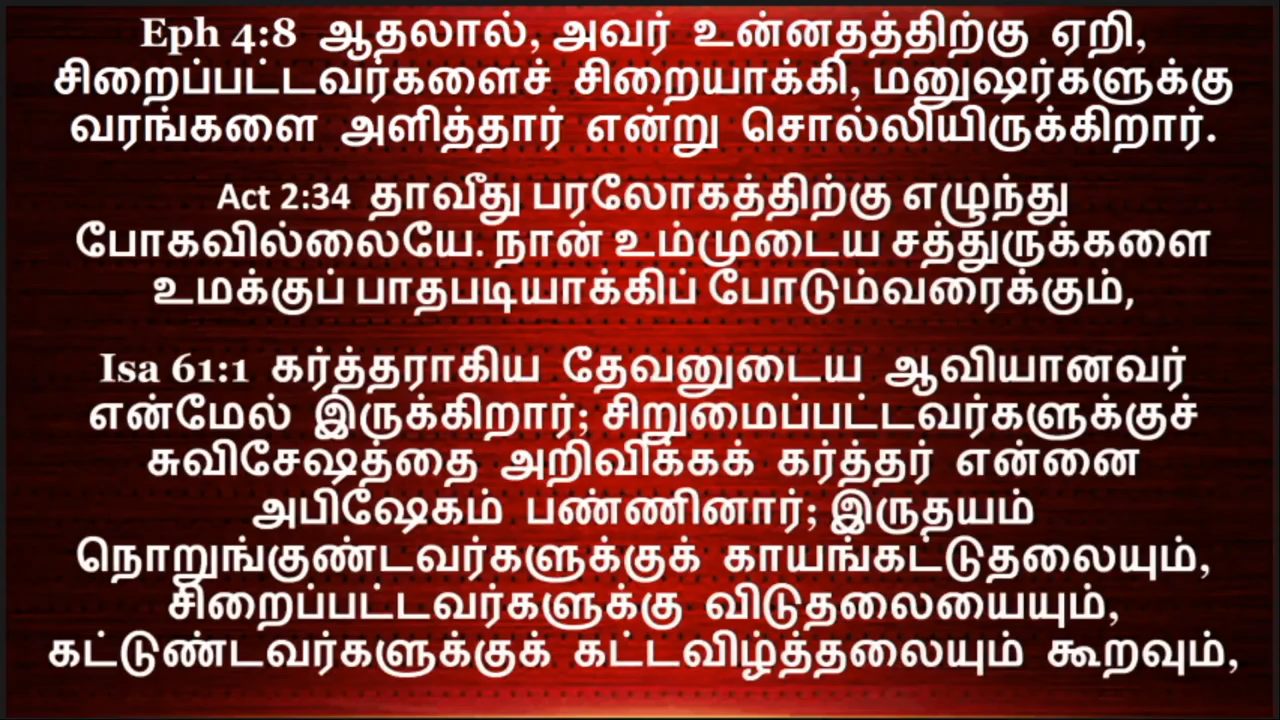 Eph 4:8 ஆதலால், அவர் உன்னதத்திற்கு ஏறி,
சிறைப்பட்டவர்களைச் சிறையாக்கி, மனுஷர்களுக்கு
வரங்களை அளித்தார் என்று சொல்லியிருக்கிறார்.
Act 2:34 தாவீது பரலோகத்திற்கு எழுந்து
போகவில்லையே. நான் உம்முடைய சத்துருக்களை
உமக்குப் பாதபடியாக்கிப் போடும்வரைக்கும்,
Isa 61:1 கர்த்தராகிய தேவனுடைய ஆவியானவர்
என்மேல் இருக்கிறார்; சிறுமைப்பட்டவர்களுக்குச்
சுவிசேஷத்தை அறிவிக்கக் கர்த்தர் என்னை
அபிஷேகம் பண்ணினார்; இருதயம்
நொறுங்குண்டவர்களுக்குக் காயங்கட்டுதலையும்,
சிறைப்பட்டவர்களுக்கு விடுதலையையும்,
கட்டுண்டவர்களுக்குக் கட்டவிழ்த்தலையும் கூறவும்,